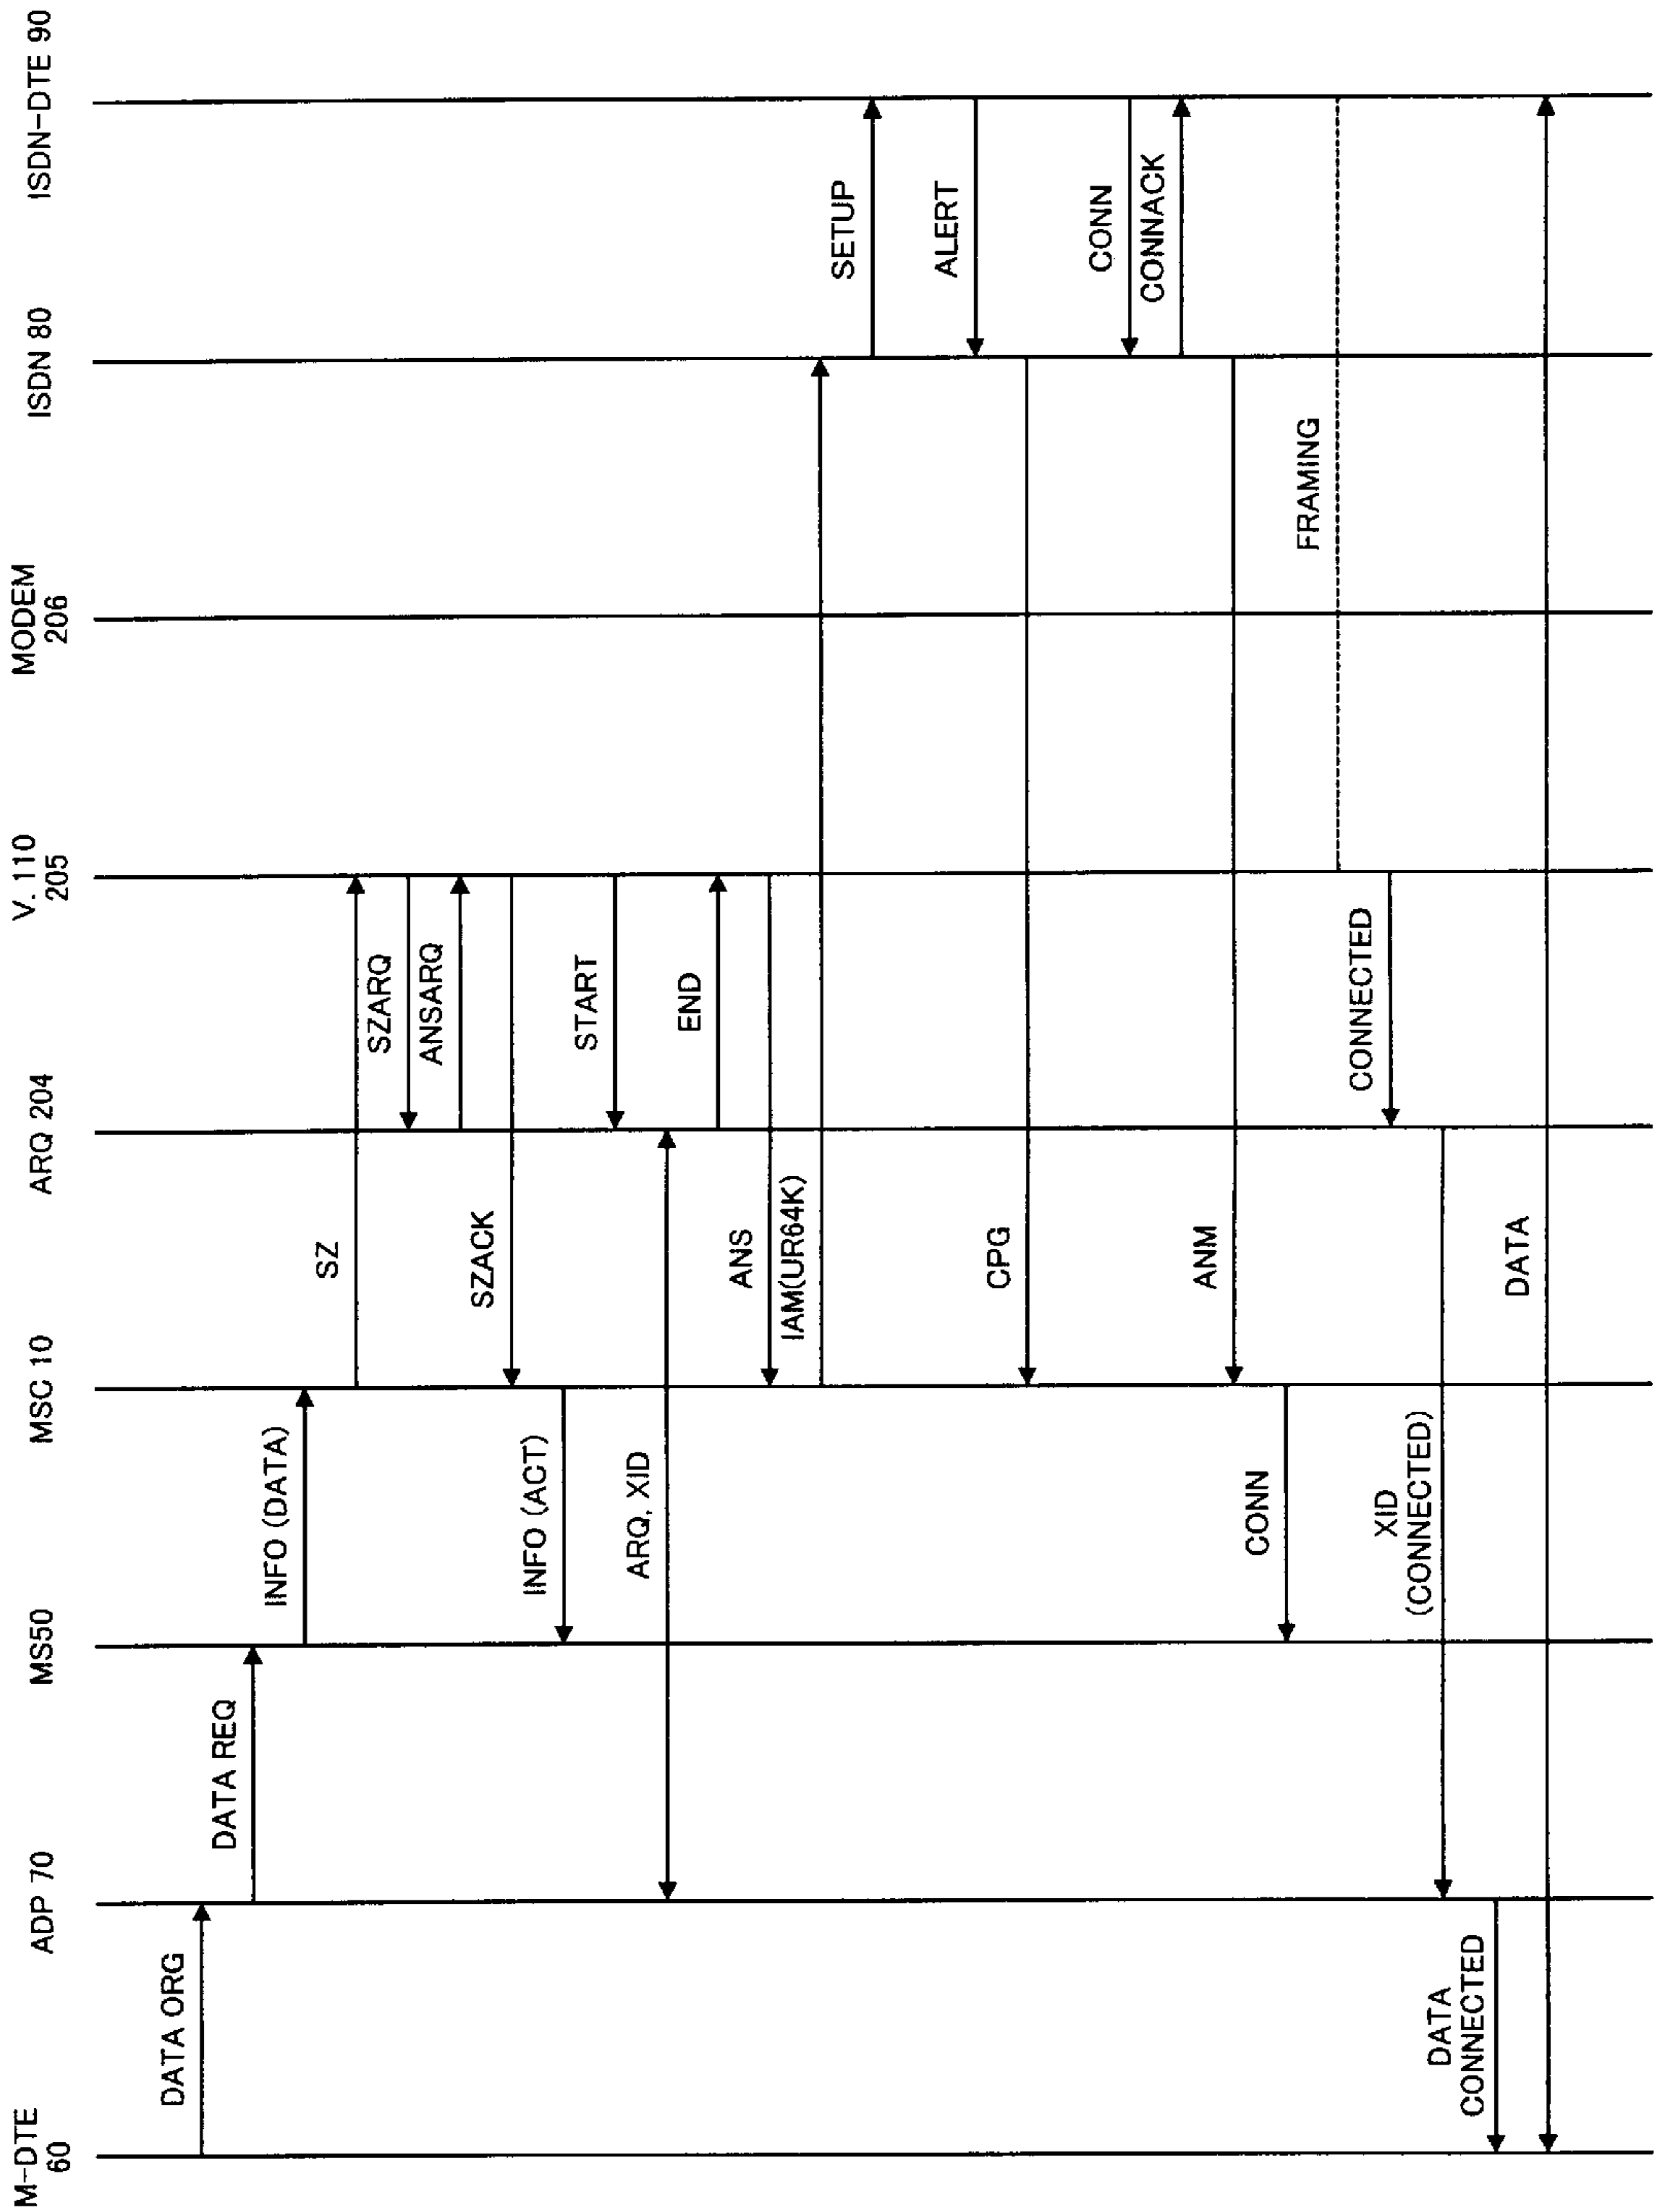 M-DTE
60
ADP 70
MS50
MSC 10
ARQ 204
V.110
205
MODEM
206
ISDN 80
ISDN-DTE 90
DATA ORG
DATA REQ
INFO (DATA)
SZ
SZARQ
ANSARQ
SZACK
INFO (ACT)
START
ARQ, XID
END
ANS
IAM(UR64K)
SETUP
ALERT
CPG
CONN
CONNACK
ANM
CONN
FRAMING
CONNECTED
XID
(CONNECTED)
DATA
CONNECTED
DATA